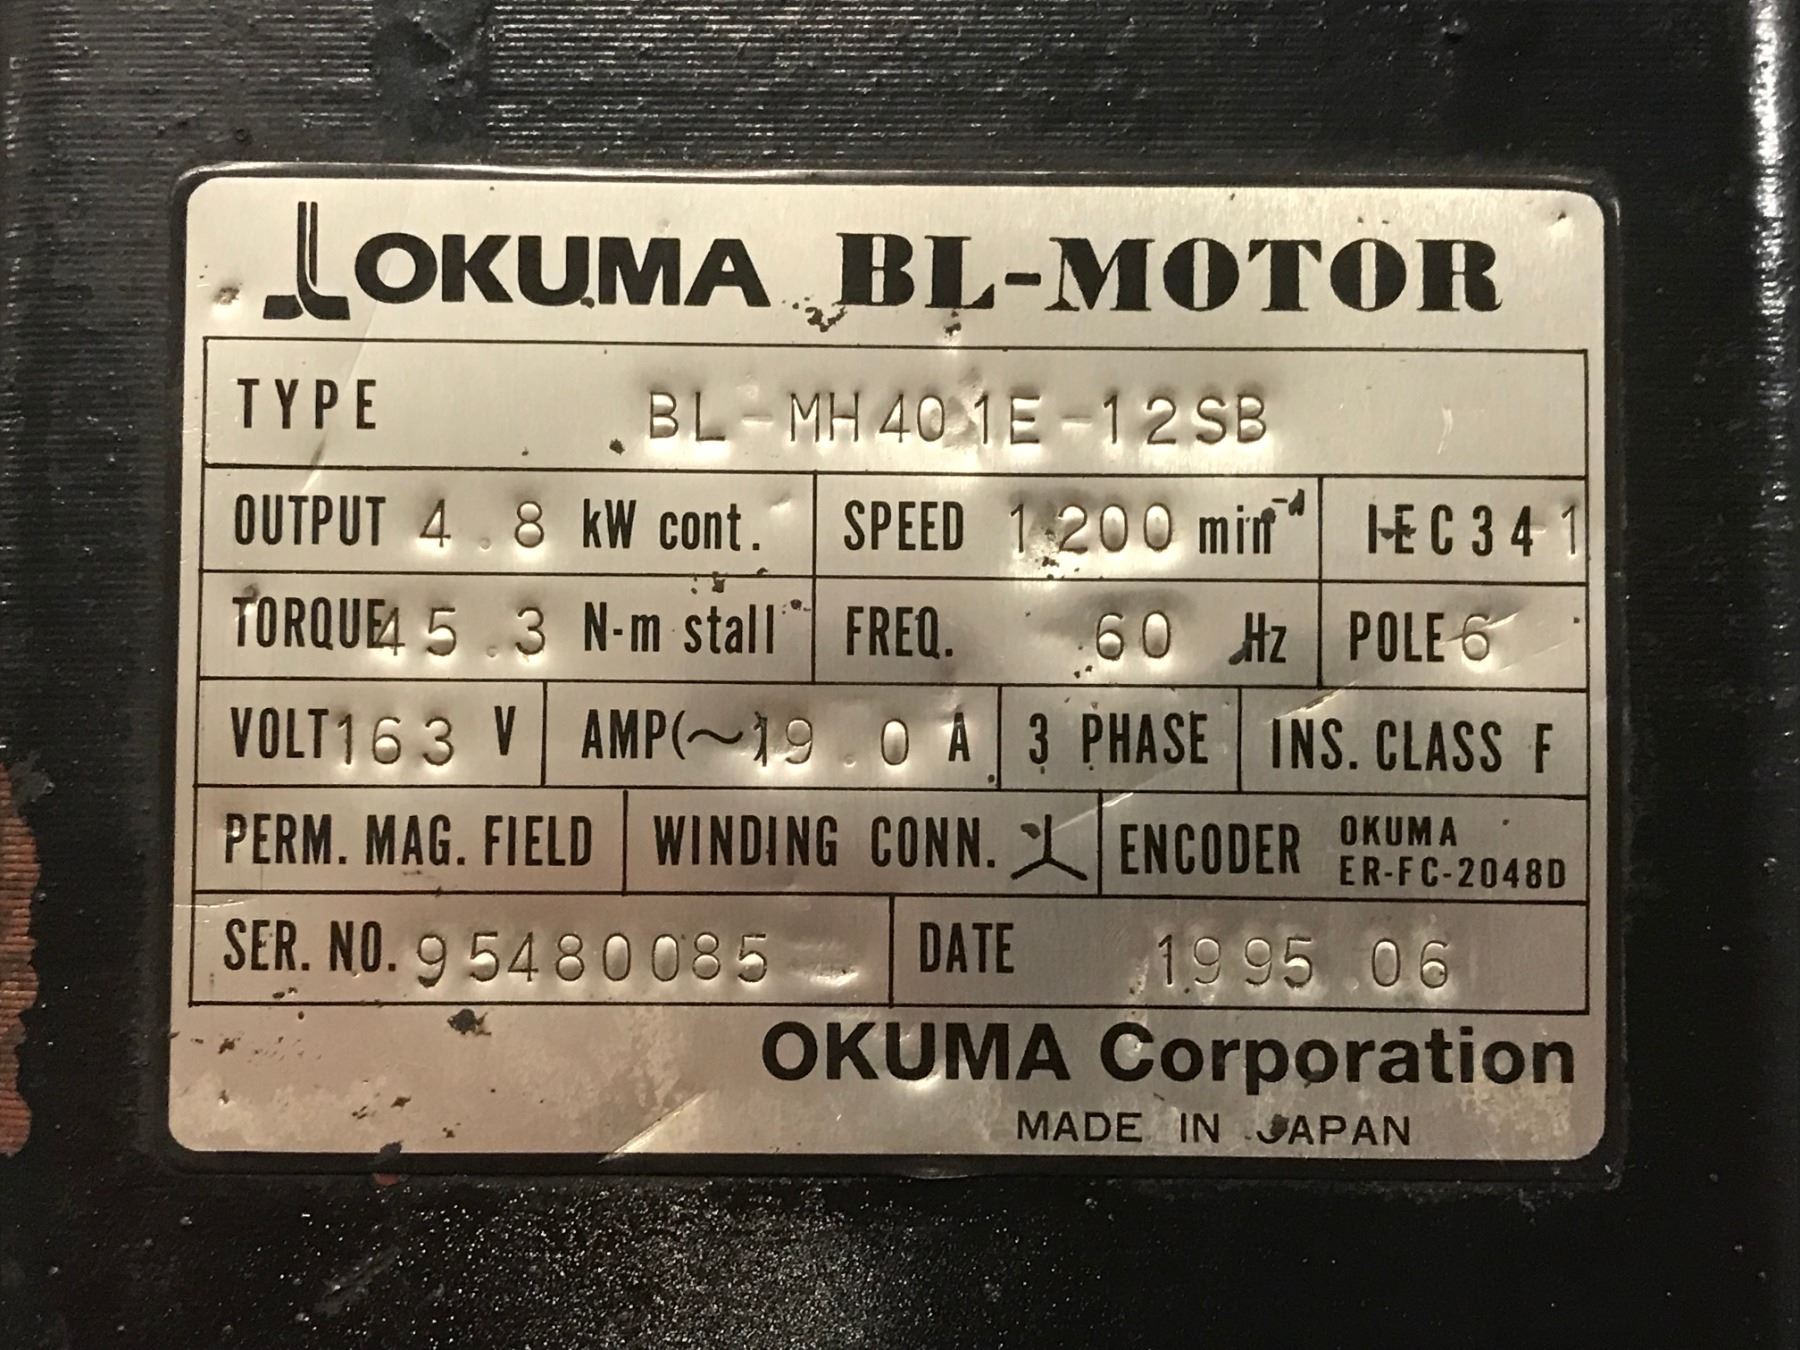 OKUMA BL-MOTOR
TYPE BL-MH401E-12SB
OUTPUT 4.8 kW cont. SPEED 1200 min⁻¹ IEC34 1
TORQUE 45.3 N-m stall FREQ. 60 Hz POLE 6
VOLT 163 V AMP(~) 19.0 A 3 PHASE INS. CLASS F
PERM. MAG. FIELD WINDING CONN. ENCODER OKUMA
ER-FC-2048D
SER. NO. 95480085 DATE 1995.06
OKUMA Corporation
MADE IN JAPAN